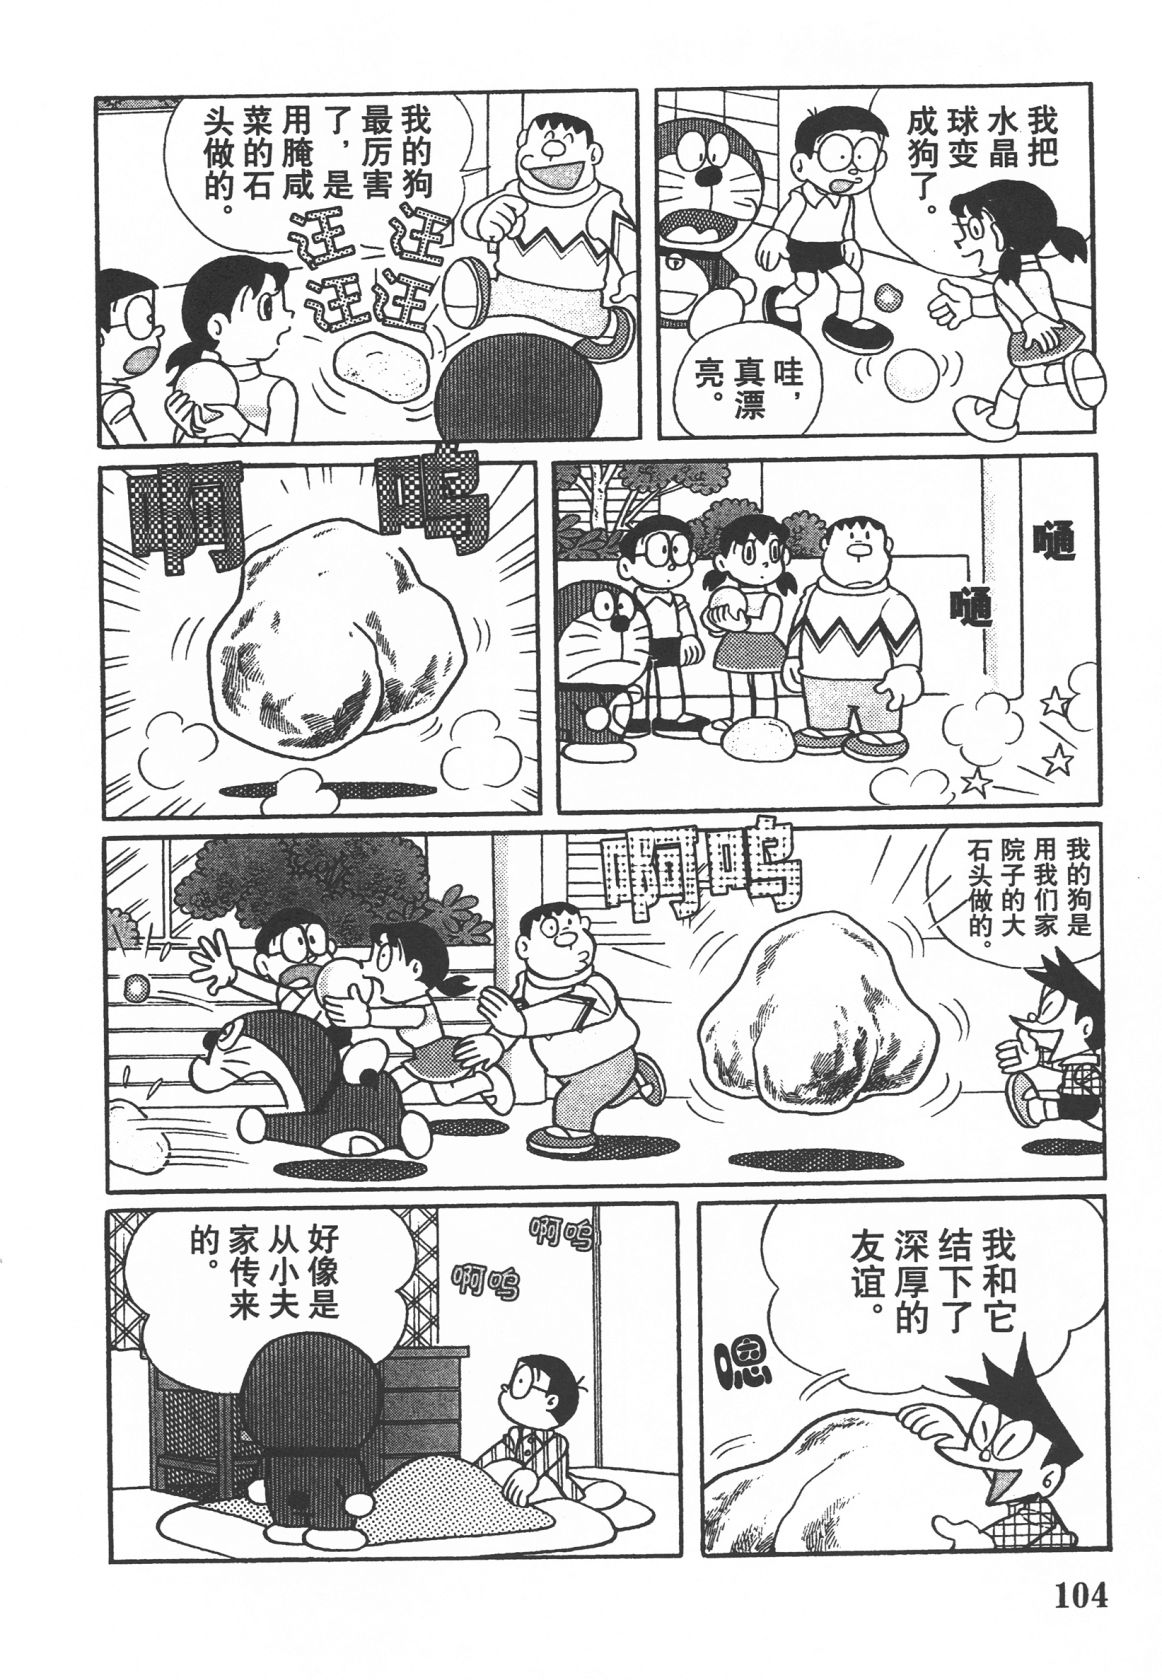 我把
水晶
球变
成狗了。
哇，
真漂
亮。
我的狗
最厉害
了，是
用腌咸
菜的石
头做的。
汪 汪
汪 汪
嗵
嗵
啊 呜
我的狗是
用我们家
院子的大
石头做的。
啊 呜
我和它
结下了
深厚的
友谊。
嗯
啊呜
啊呜
好像是
从小夫
家传来
的。
104